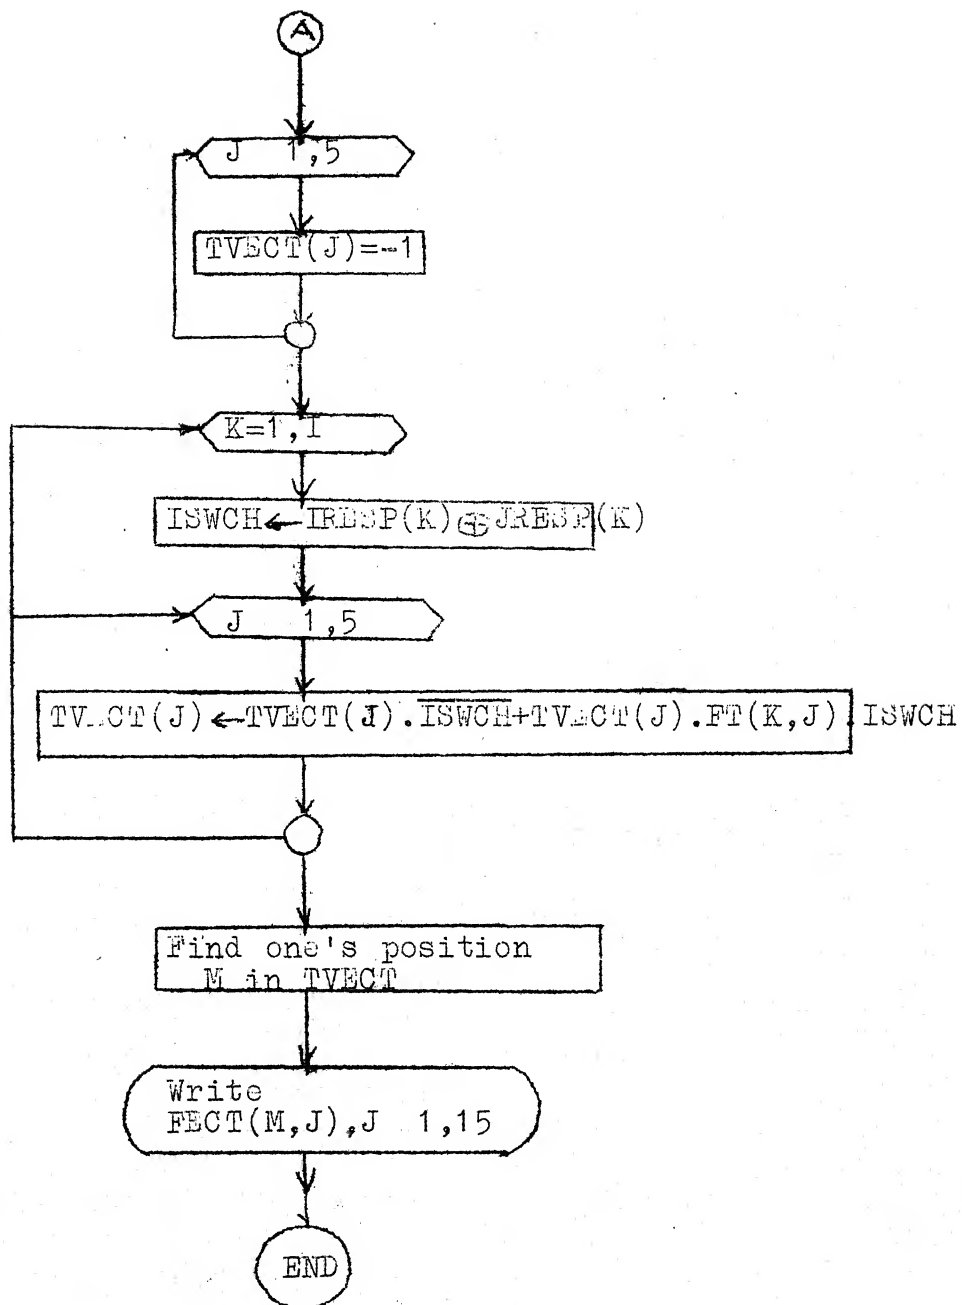 A
J 1,5
TVECT(J)=-1
K=1,I
ISWCH←IRESP(K)⊕JRESP(K)
J 1,5
TVECT(J)←TVECT(J).I̅S̅W̅C̅H̅+TVECT(J).FT(K,J).ISWCH
Find one's position
M in TVECT
Write
FECT(M,J),J 1,15
END